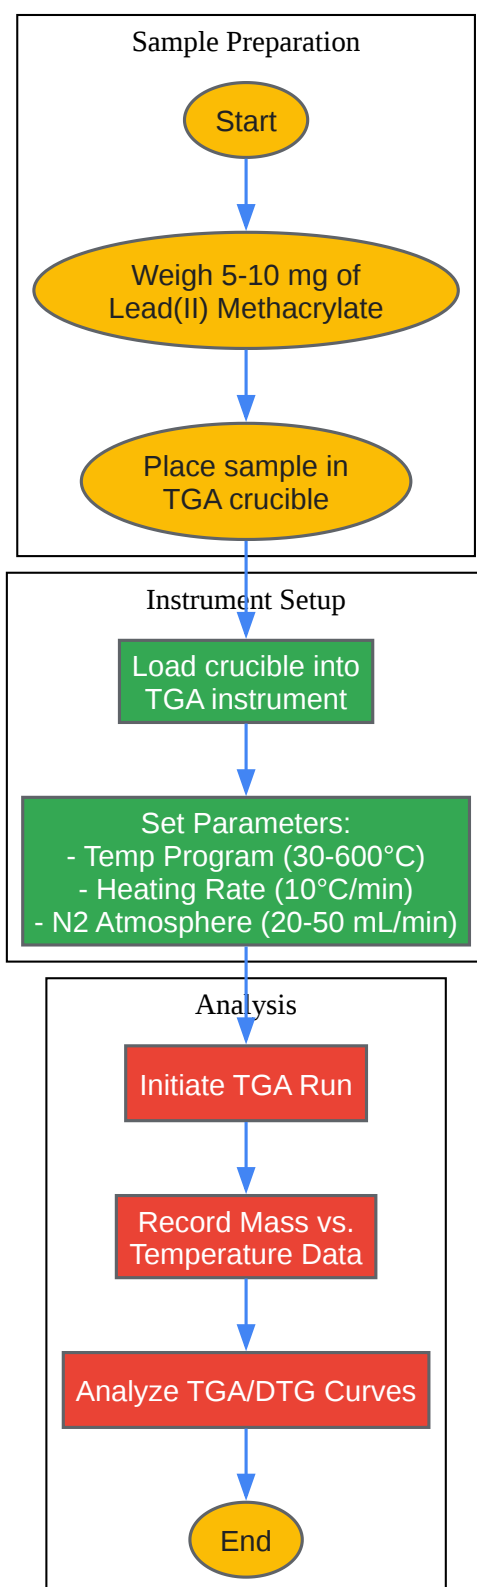 Sample Preparation
Start
Weigh 5-10 mg of
Lead(II) Methacrylate
Place sample in
TGA crucible
Instrument Setup
Load crucible into
TGA instrument
Set Parameters:
- Temp Program (30-600°C)
- Heating Rate (10°C/min)
- N2 Atmosphere (20-50 mL/min)
Analysis
Initiate TGA Run
Record Mass vs.
Temperature Data
Analyze TGA/DTG Curves
End